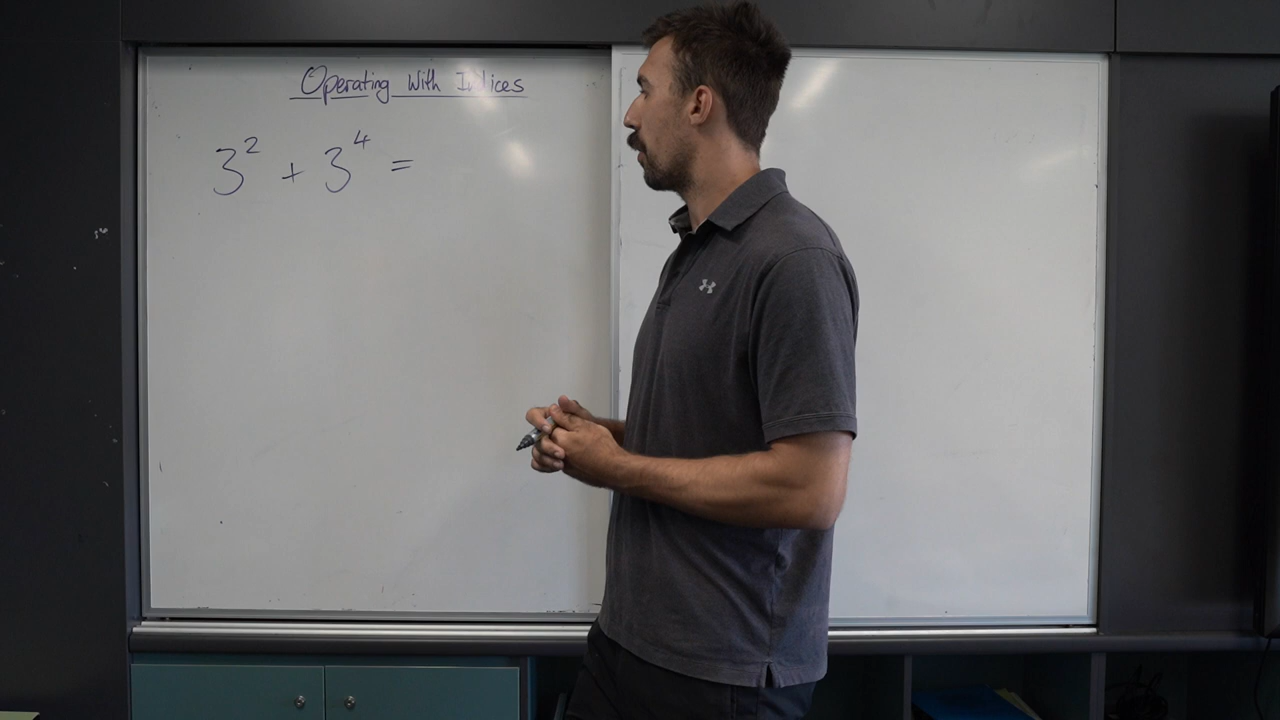 Operating With Indices
3² + 3⁴ =